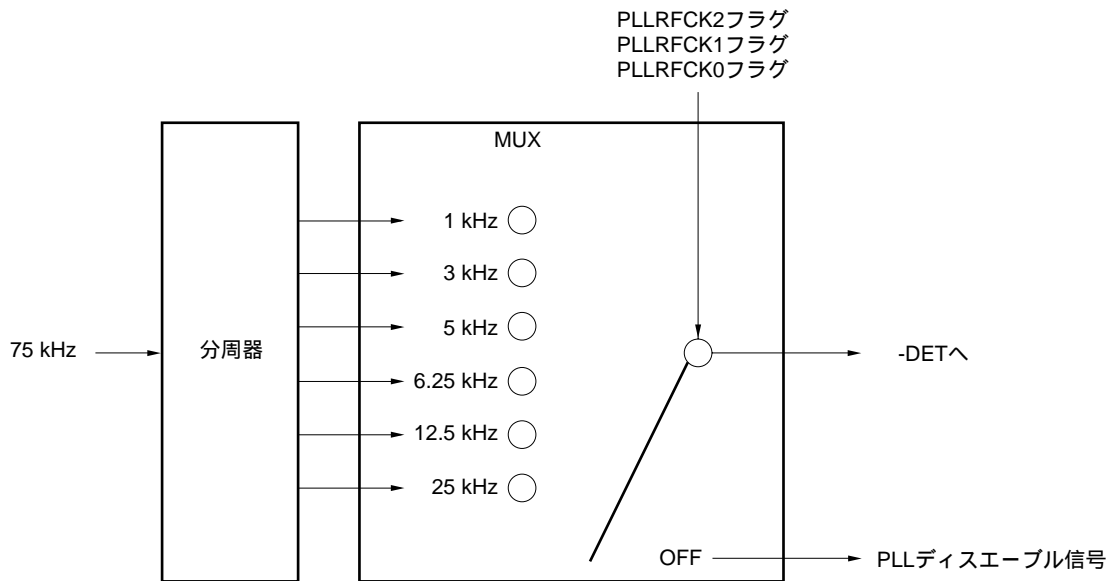 PLLRFCK2フラグ
PLLRFCK1フラグ
PLLRFCK0フラグ
MUX
1 kHz
3 kHz
5 kHz
75 kHz
分周器
-DETへ
6.25 kHz
12.5 kHz
25 kHz
OFF
PLLディスエーブル信号